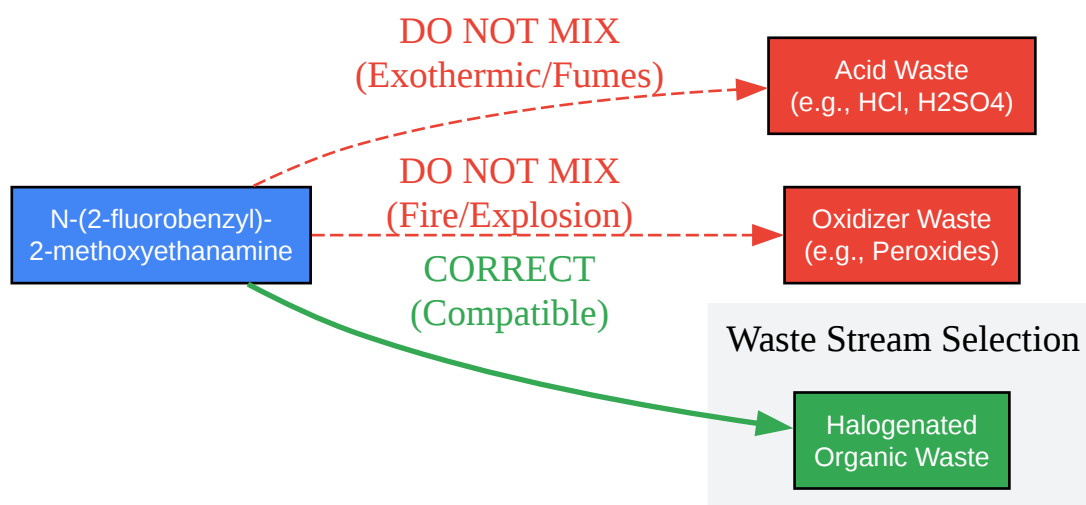 DO NOT MIX
(Exothermic/Fumes)
Acid Waste
(e.g., HCl, H2SO4)
DO NOT MIX
(Fire/Explosion)
N-(2-fluorobenzyl)-
2-methoxyethanamine
Oxidizer Waste
(e.g., Peroxides)
CORRECT
(Compatible)
Waste Stream Selection
Halogenated
Organic Waste